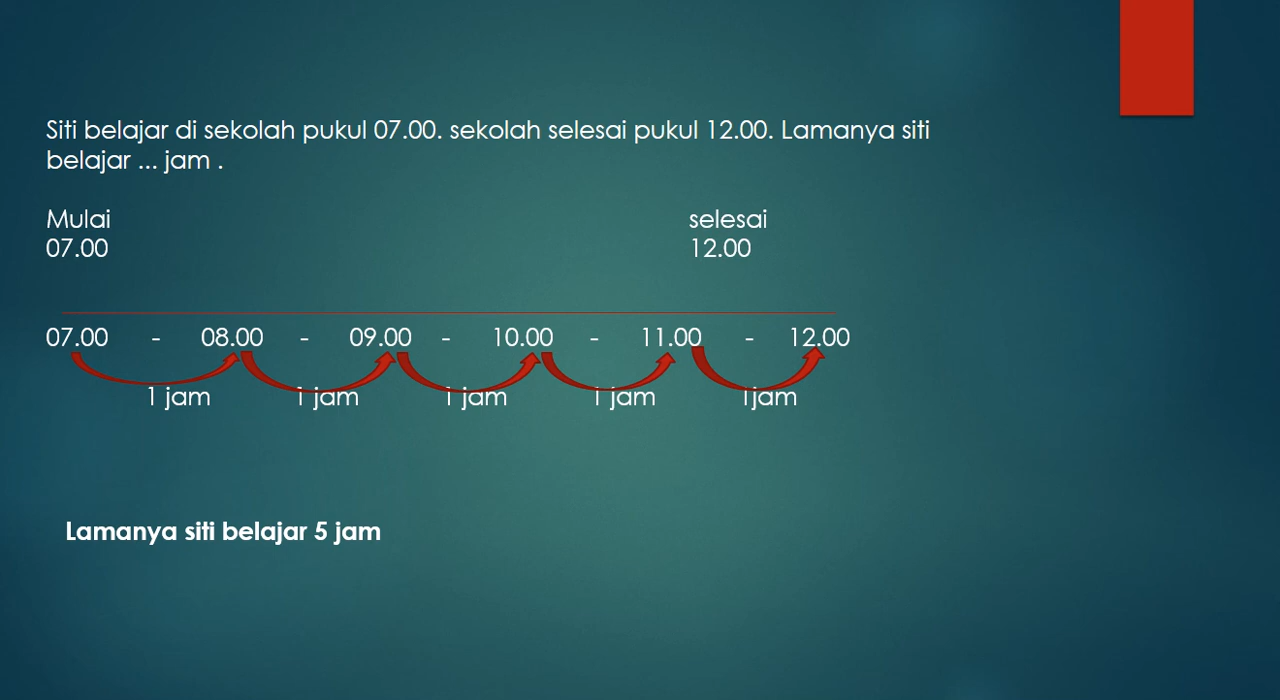 Siti belajar di sekolah pukul 07.00. sekolah selesai pukul 12.00. Lamanya siti
belajar ... jam .
Mulai selesai
07.00 12.00
07.00 - 08.00 - 09.00 - 10.00 - 11.00 - 12.00
1 jam 1 jam 1 jam 1 jam 1jam
Lamanya siti belajar 5 jam